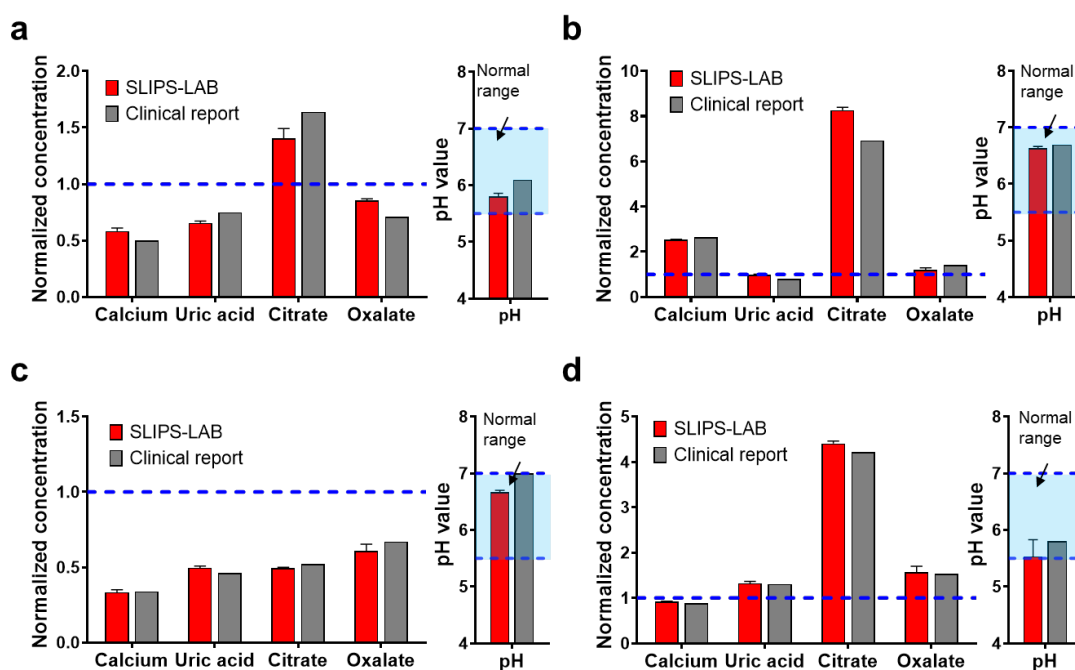 a
Normalized concentration
2.0
1.5
1.0
0.5
0.0
SLIPS-LAB
Clinical report
Calcium Uric acid Citrate Oxalate
pH value
8
7
6
5
4
Normal
range
pH
b
Normalized concentration
10
8
6
4
2
0
SLIPS-LAB
Clinical report
Calcium Uric acid Citrate Oxalate
pH value
8
7
6
5
4
Normal
range
pH
c
Normalized concentration
1.5
1.0
0.5
0.0
SLIPS-LAB
Clinical report
Calcium Uric acid Citrate Oxalate
pH value
8
7
6
5
4
Normal
range
pH
d
Normalized concentration
5
4
3
2
1
0
SLIPS-LAB
Clinical report
Calcium Uric acid Citrate Oxalate
pH value
8
7
6
5
4
Normal
range
pH